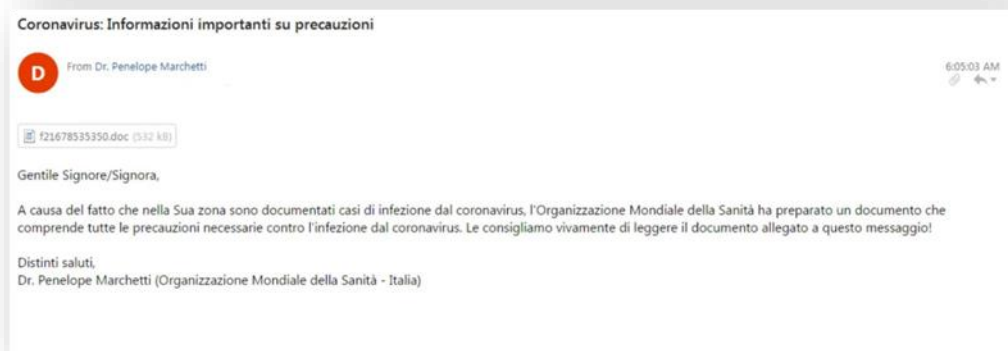 Coronavirus: Informazioni importanti su precauzioni
D
From Dr. Penelope Marchetti
6:05:03 AM
f21678535350.doc (532 kB)
Gentile Signore/Signora,
A causa del fatto che nella Sua zona sono documentati casi di infezione dal coronavirus, l'Organizzazione Mondiale della Sanità ha preparato un documento che
comprende tutte le precauzioni necessarie contro l'infezione dal coronavirus. Le consigliamo vivamente di leggere il documento allegato a questo messaggio!
Distinti saluti,
Dr. Penelope Marchetti (Organizzazione Mondiale della Sanità - Italia)